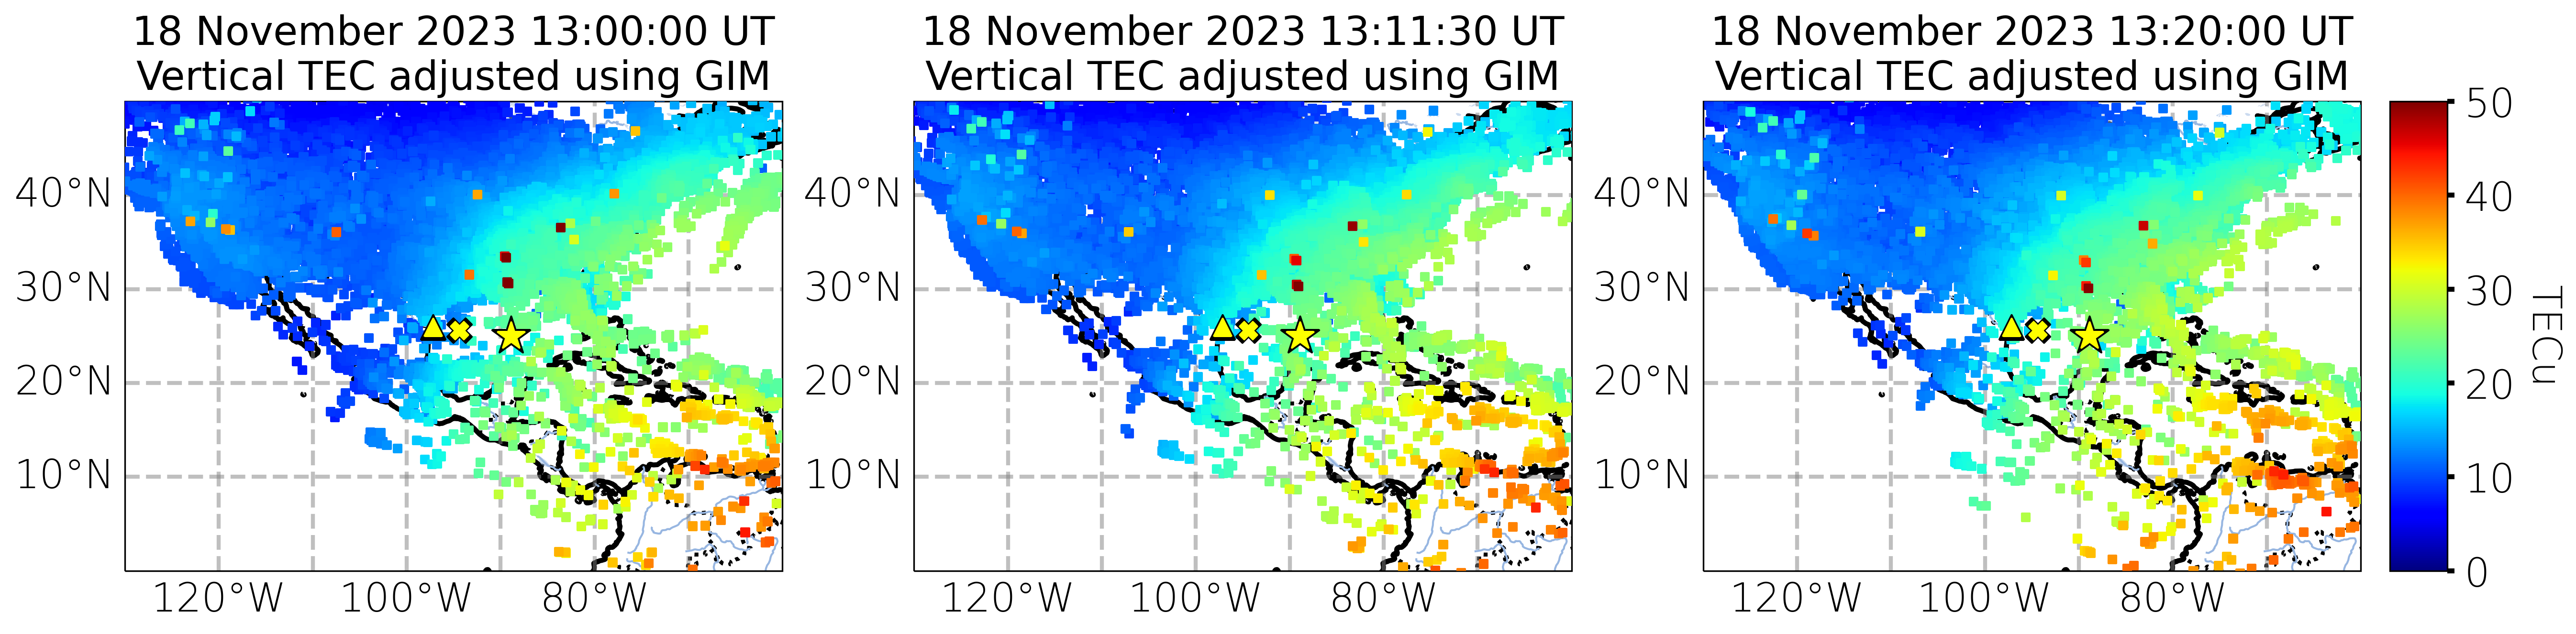 18 November 2023 13:00:00 UT
Vertical TEC adjusted using GIM
40°N
30°N
20°N
10°N
120°W 100°W 80°W
18 November 2023 13:11:30 UT
Vertical TEC adjusted using GIM
40°N
30°N
20°N
10°N
120°W 100°W 80°W
18 November 2023 13:20:00 UT
Vertical TEC adjusted using GIM
40°N
30°N
20°N
10°N
120°W 100°W 80°W
50
40
30
20
10
0
TECu